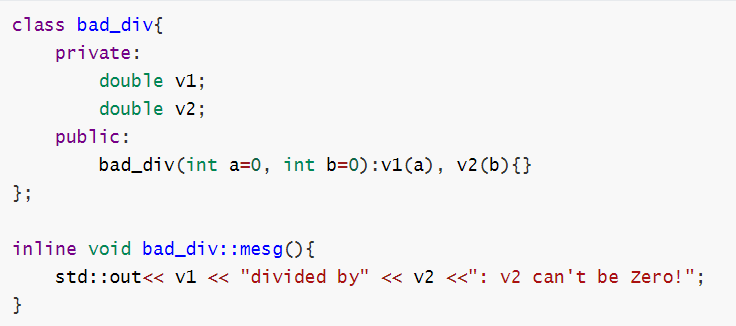 class bad_div{
    private:
        double v1;
        double v2;
    public:
        bad_div(int a=0, int b=0):v1(a), v2(b){}
};

inline void bad_div::mesg(){
    std::out<< v1 << "divided by" << v2 <<": v2 can't be Zero!";
}